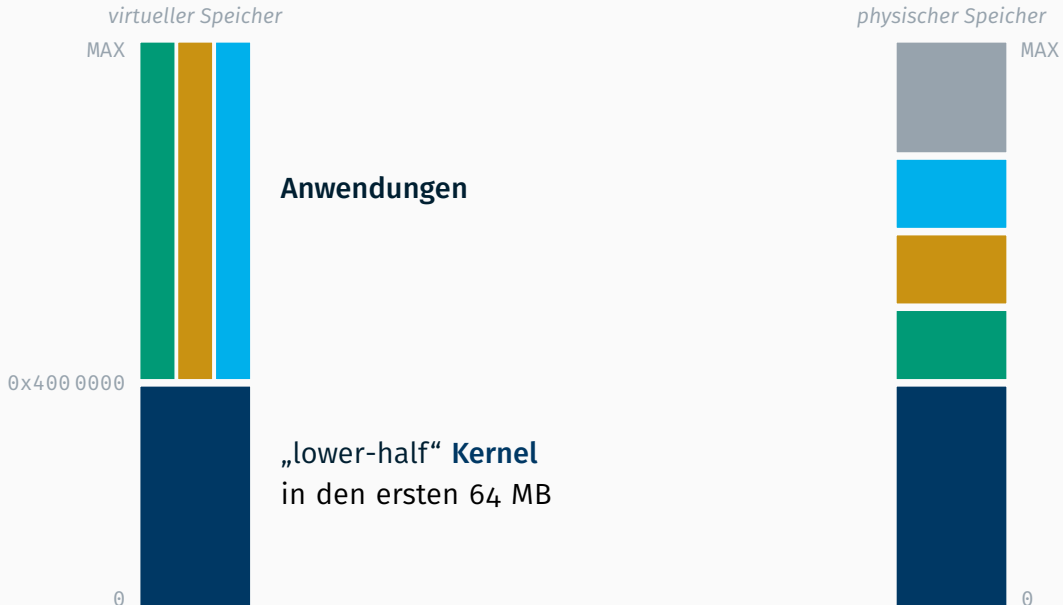 virtueller Speicher
physischer Speicher
MAX
MAX
Anwendungen
0x400 0000
„lower-half“ Kernel
in den ersten 64 MB
0
0